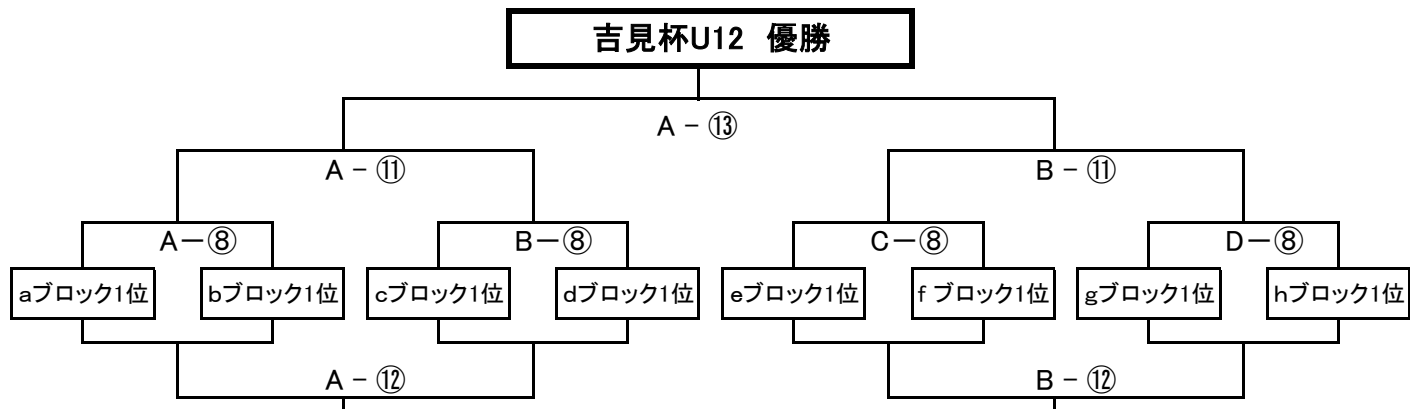 吉見杯U12 優勝
A - ⑬
A - ⑪
B - ⑪
A-⑧
B-⑧
C-⑧
D-⑧
aブロック1位
bブロック1位
cブロック1位
dブロック1位
eブロック1位
f ブロック1位
gブロック1位
hブロック1位
A - ⑫
B - ⑫